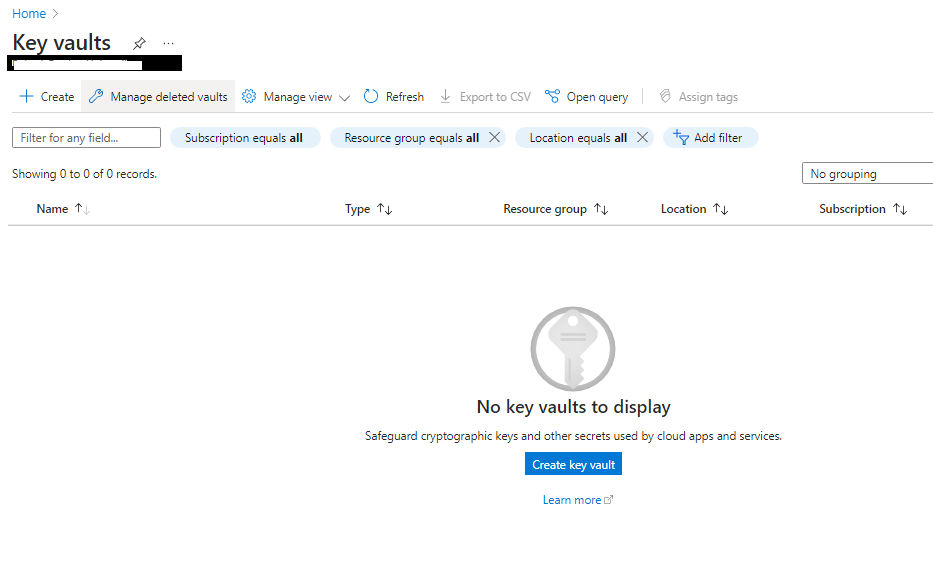 Home
Key vaults
Create Manage deleted vaults Manage view Refresh Export to CSV Open query Assign tags
Filter for any field... Subscription equals all Resource group equals all Location equals all Add filter
Showing 0 to 0 of 0 records. No grouping
Name Type Resource group Location Subscription
No key vaults to display
Safeguard cryptographic keys and other secrets used by cloud apps and services.
Create key vault
Learn more